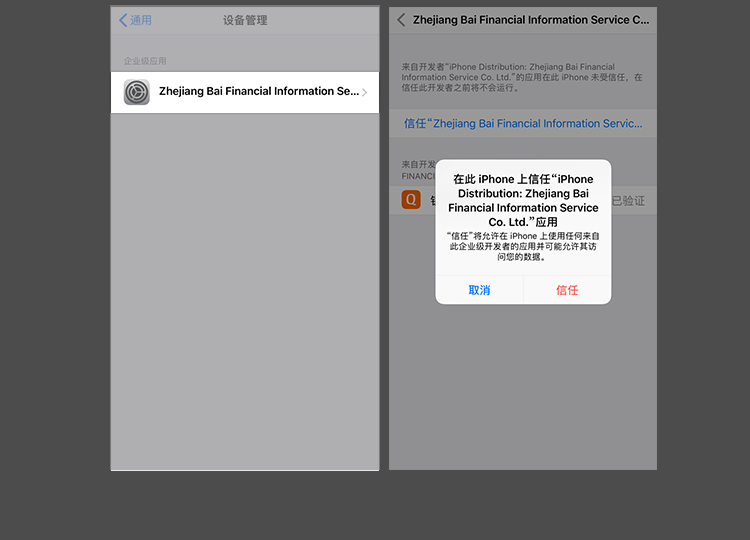 通用
设备管理
企业级应用
Zhejiang Bai Financial Information Se...
Zhejiang Bai Financial Information Service C...
来自开发者“iPhone Distribution: Zhejiang Bai Financial
Information Service Co. Ltd.”的应用在此 iPhone 未受信任，在
信任此开发者之前将不会运行。
信任“Zhejiang Bai Financial Information Servic...
来自开发
FINANCI
Q
已验证
在此 iPhone 上信任“iPhone
Distribution: Zhejiang Bai
Financial Information Service
Co. Ltd.”应用
“信任”将允许在 iPhone 上使用任何来自
此企业级开发者的应用并可能允许其访
问您的数据。
取消
信任